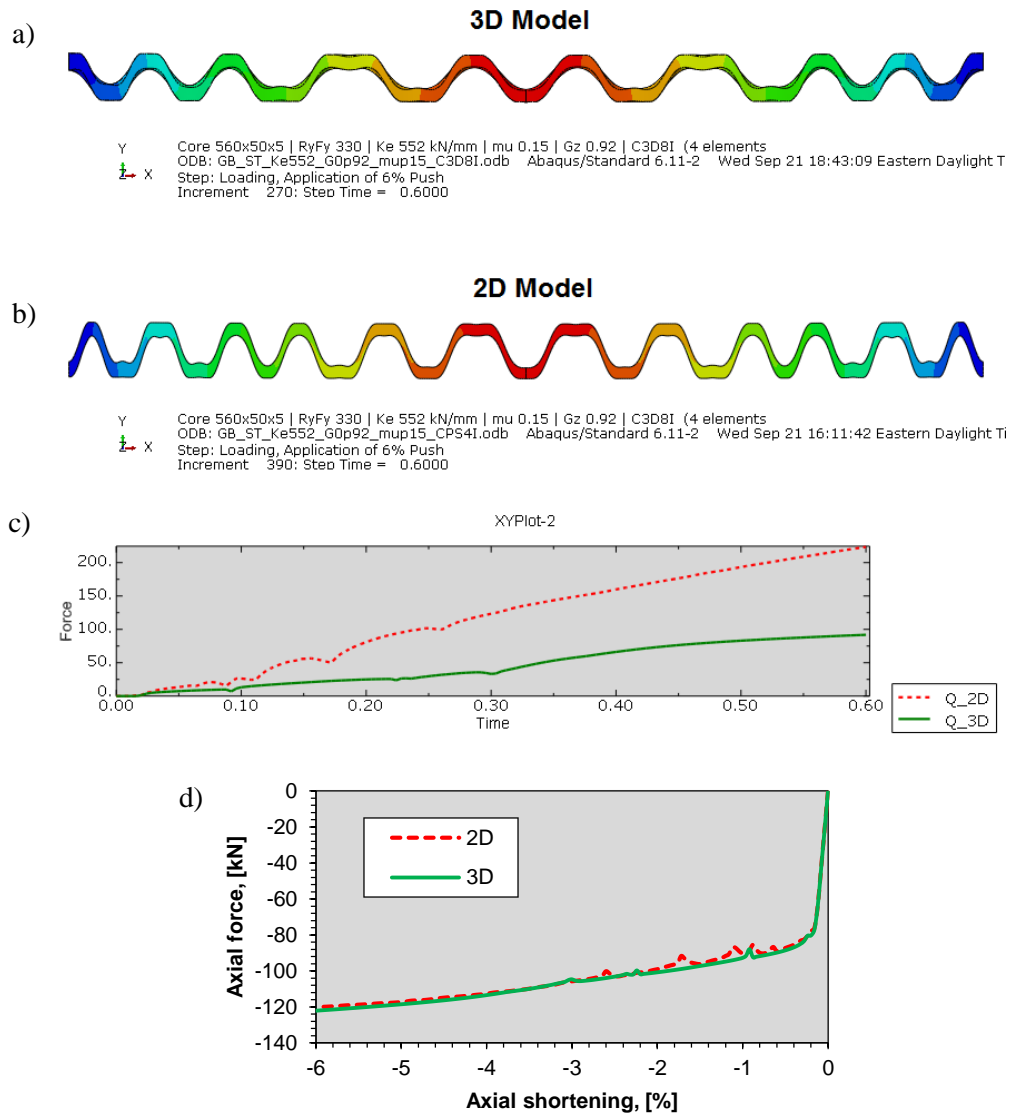 3D Model
a)
Y
Z X
Core 560x50x5 | RyFy 330 | Ke 552 kN/mm | mu 0.15 | Gz 0.92 | C3D8I (4 elements
ODB: GB_ST_Ke552_G0p92_mup15_C3D8I.odb Abaqus/Standard 6.11-2 Wed Sep 21 18:43:09 Eastern Daylight T
Step: Loading, Application of 6% Push
Increment 270: Step Time = 0.6000
2D Model
b)
Y
Z X
Core 560x50x5 | RyFy 330 | Ke 552 kN/mm | mu 0.15 | Gz 0.92 | C3D8I (4 elements
ODB: GB_ST_Ke552_G0p92_mup15_CPS4I.odb Abaqus/Standard 6.11-2 Wed Sep 21 16:11:42 Eastern Daylight Ti
Step: Loading, Application of 6% Push
Increment 390: Step Time = 0.6000
c)
XYPlot-2
200.
150.
100.
50.
0.
Force
0.00 0.10 0.20 0.30 0.40 0.50 0.60
Time
Q_2D
Q_3D
d)
0
-20
-40
-60
-80
-100
-120
-140
Axial force, [kN]
2D
3D
-6 -5 -4 -3 -2 -1 0
Axial shortening, [%]